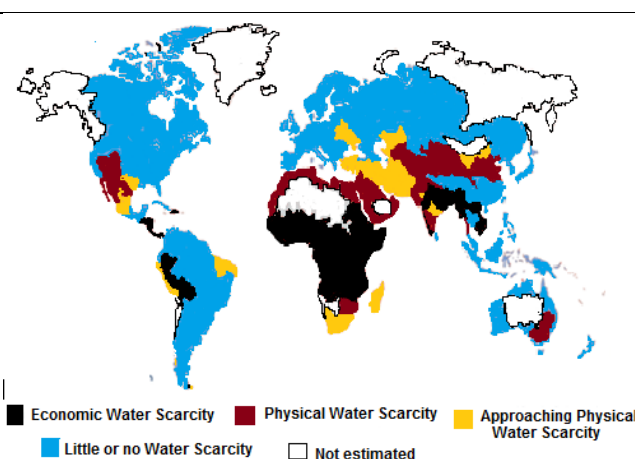 Economic Water Scarcity
Physical Water Scarcity
Approaching Physical
Water Scarcity
Little or no Water Scarcity
Not estimated